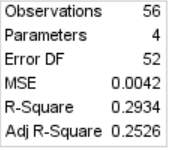 Observations 56
Parameters 4
Error DF 52
MSE 0.0042
R-Square 0.2934
Adj R-Square 0.2526